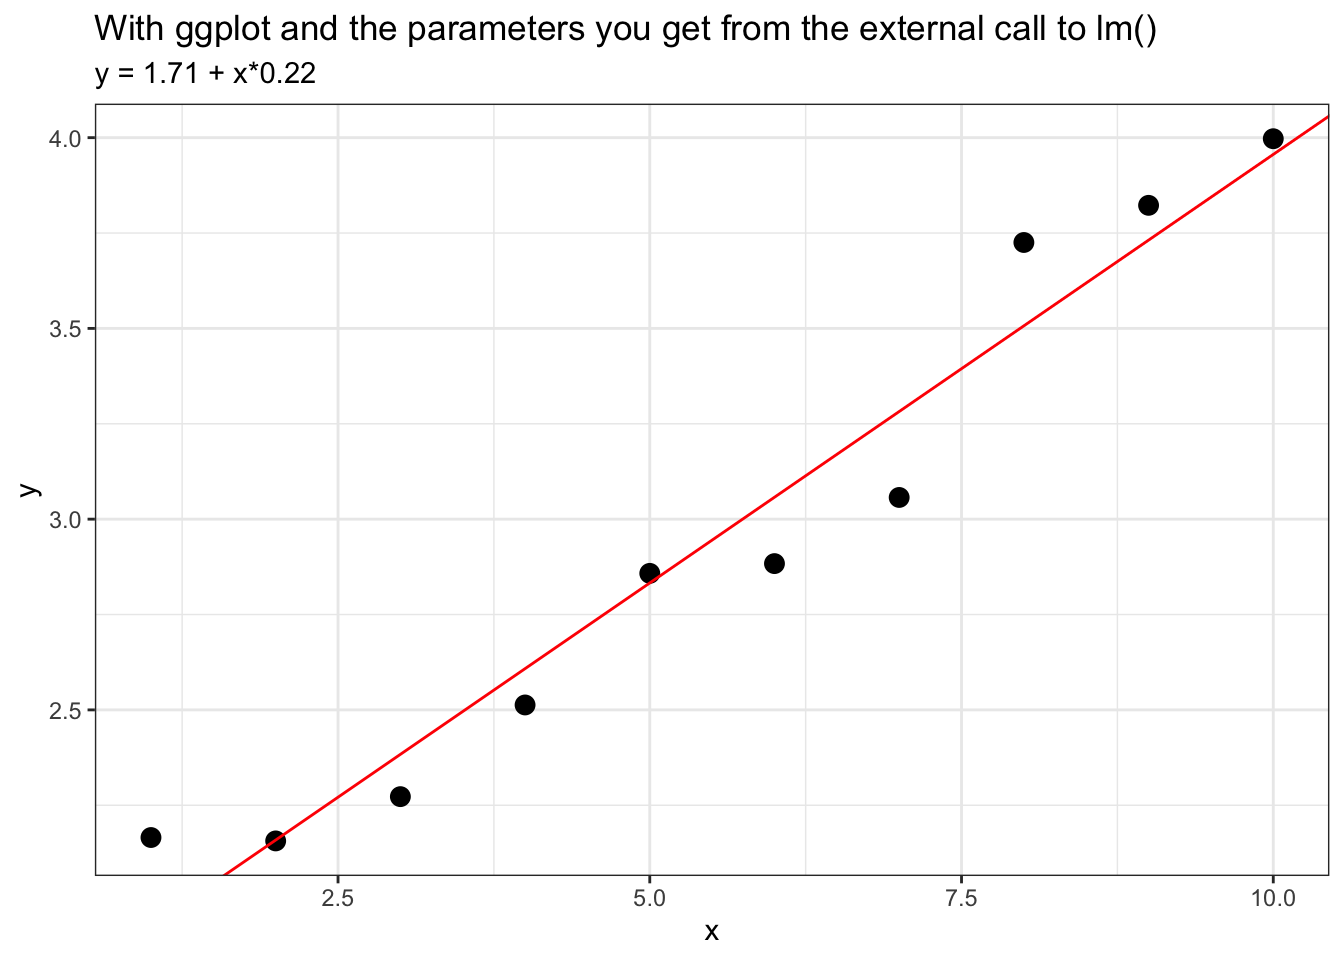 With ggplot and the parameters you get from the external call to lm()
y = 1.71 + x*0.22
4.0
3.5
3.0
2.5
y
2.5 5.0 7.5 10.0
x